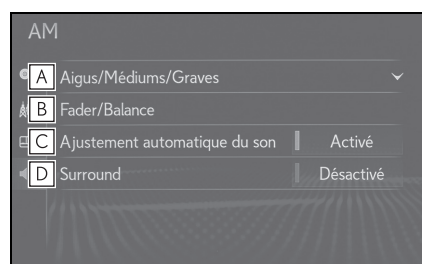 AM
A Aigus/Médiums/Graves
B Fader/Balance
C Ajustement automatique du son Activé
D Surround Désactivé